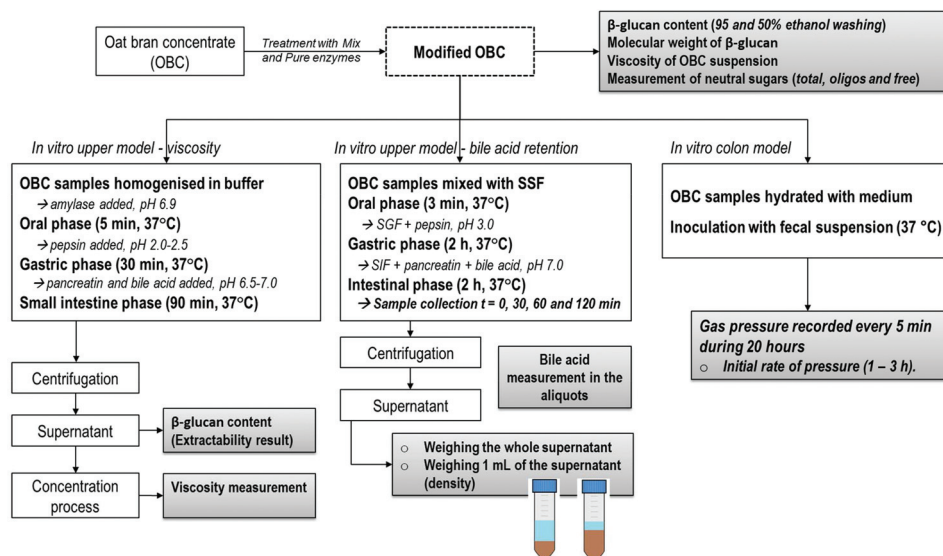 Oat bran concentrate
(OBC)
Treatment with Mix
and Pure enzymes
Modified OBC
β-glucan content (95 and 50% ethanol washing)
Molecular weight of β-glucan
Viscosity of OBC suspension
Measurement of neutral sugars (total, oligos and free)
In vitro upper model - viscosity
OBC samples homogenised in buffer
→ amylase added, pH 6.9
Oral phase (5 min, 37°C)
→ pepsin added, pH 2.0-2.5
Gastric phase (30 min, 37°C)
→ pancreatin and bile acid added, pH 6.5-7.0
Small intestine phase (90 min, 37°C)
Centrifugation
Supernatant
β-glucan content
(Extractability result)
Concentration
process
Viscosity measurement
In vitro upper model - bile acid retention
OBC samples mixed with SSF
Oral phase (3 min, 37°C)
→ SGF + pepsin, pH 3.0
Gastric phase (2 h, 37°C)
→ SIF + pancreatin + bile acid, pH 7.0
Intestinal phase (2 h, 37°C)
→ Sample collection t = 0, 30, 60 and 120 min
Centrifugation
Supernatant
Bile acid
measurement in the
aliquots
○ Weighing the whole supernatant
○ Weighing 1 mL of the supernatant
(density)
In vitro colon model
OBC samples hydrated with medium
Inoculation with fecal suspension (37 °C)
Gas pressure recorded every 5 min
during 20 hours
○ Initial rate of pressure (1 – 3 h).